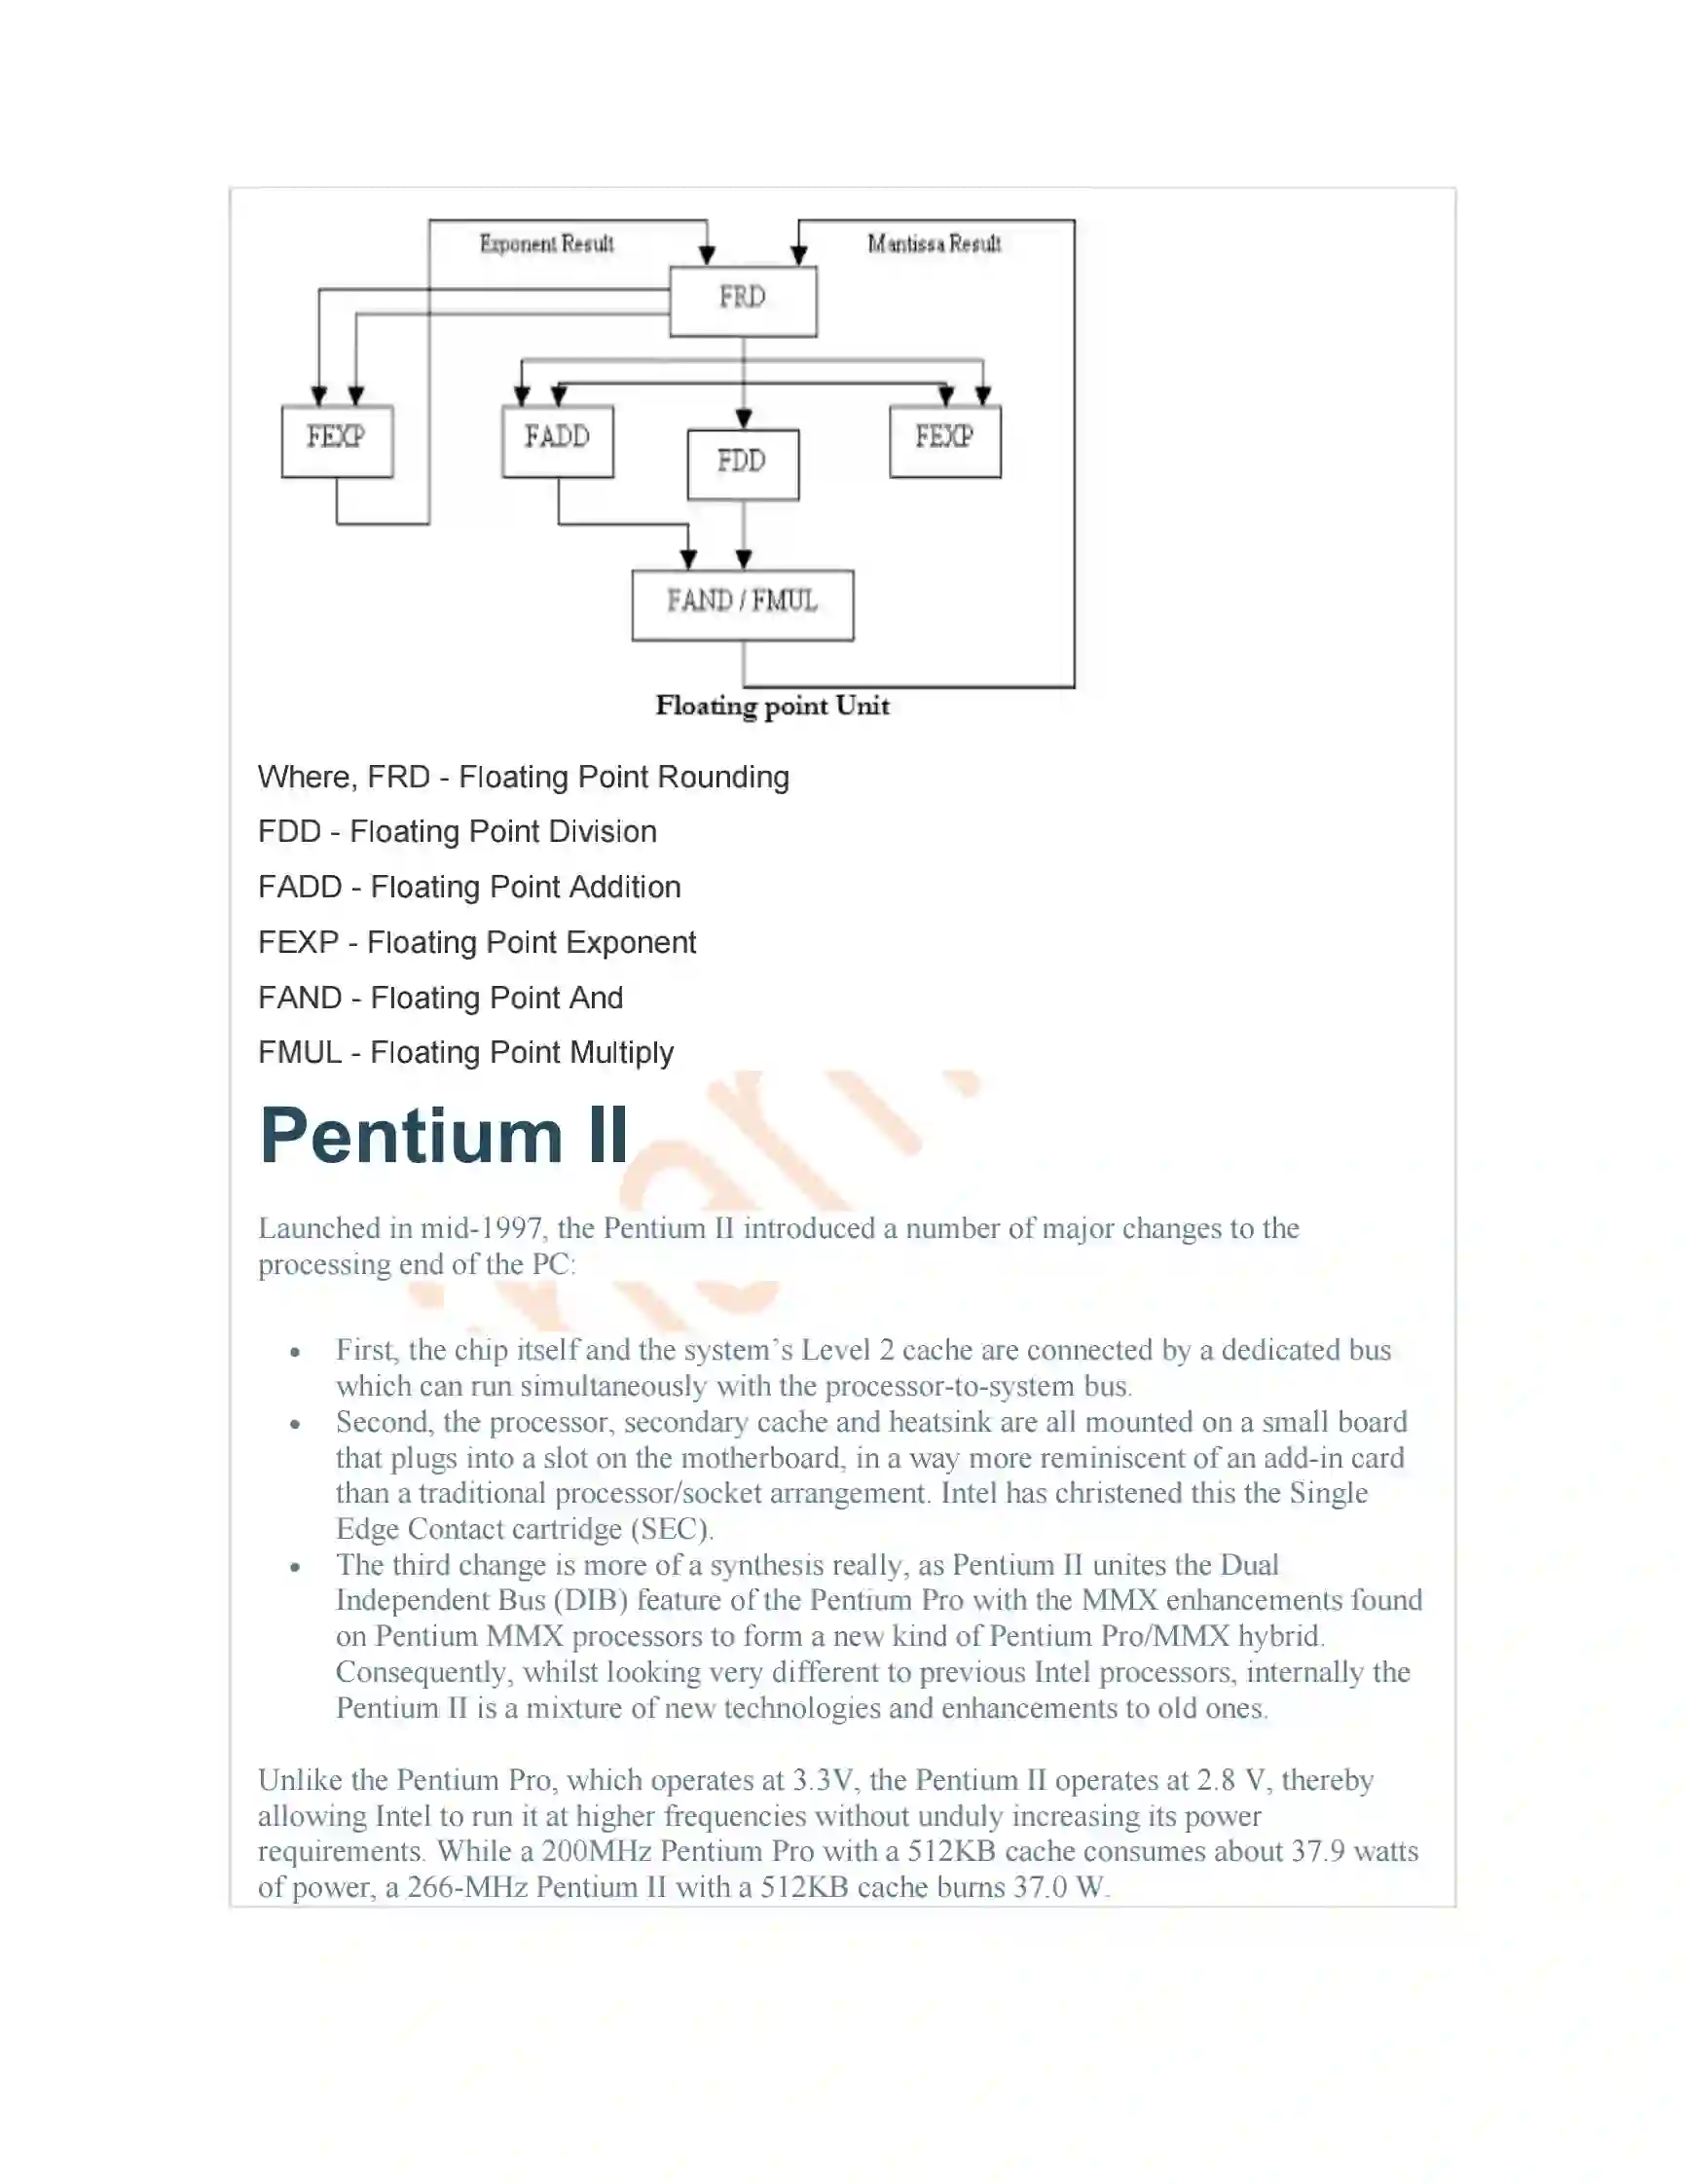 Exponent Result
Mantissa Result
FRD
FEXP
FADD
FDD
FEXP
FAND / FMUL
Floating point Unit
Where, FRD - Floating Point Rounding
FDD - Floating Point Division
FADD - Floating Point Addition
FEXP - Floating Point Exponent
FAND - Floating Point And
FMUL - Floating Point Multiply
Pentium II
Launched in mid-1997, the Pentium II introduced a number of major changes to the
processing end of the PC:
• First, the chip itself and the system’s Level 2 cache are connected by a dedicated bus
which can run simultaneously with the processor-to-system bus.
• Second, the processor, secondary cache and heatsink are all mounted on a small board
that plugs into a slot on the motherboard, in a way more reminiscent of an add-in card
than a traditional processor/socket arrangement. Intel has christened this the Single
Edge Contact cartridge (SEC).
• The third change is more of a synthesis really, as Pentium II unites the Dual
Independent Bus (DIB) feature of the Pentium Pro with the MMX enhancements found
on Pentium MMX processors to form a new kind of Pentium Pro/MMX hybrid.
Consequently, whilst looking very different to previous Intel processors, internally the
Pentium II is a mixture of new technologies and enhancements to old ones.
Unlike the Pentium Pro, which operates at 3.3V, the Pentium II operates at 2.8 V, thereby
allowing Intel to run it at higher frequencies without unduly increasing its power
requirements. While a 200MHz Pentium Pro with a 512KB cache consumes about 37.9 watts
of power, a 266-MHz Pentium II with a 512KB cache burns 37.0 W.